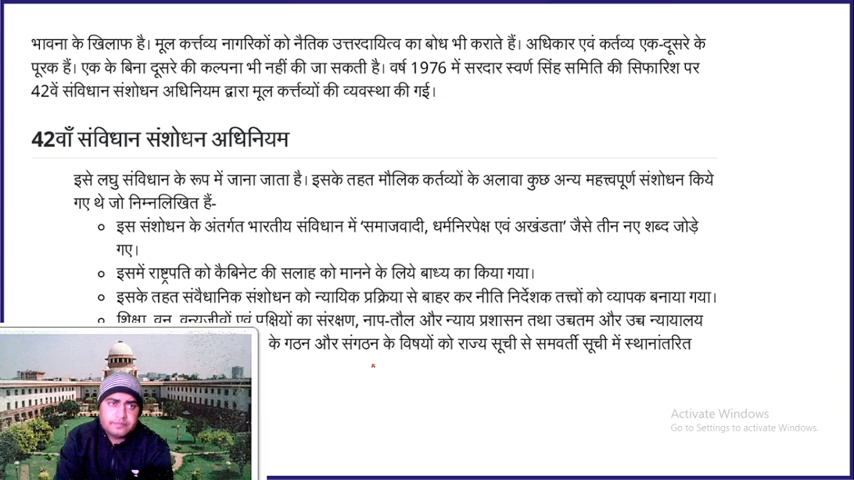 भावना के खिलाफ है। मूल कर्त्तव्य नागरिकों को नैतिक उत्तरदायित्व का बोध भी कराते हैं। अधिकार एवं कर्तव्य एक-दूसरे के
पूरक हैं। एक के बिना दूसरे की कल्पना भी नहीं की जा सकती है। वर्ष 1976 में सरदार स्वर्ण सिंह समिति की सिफारिश पर
42वें संविधान संशोधन अधिनियम द्वारा मूल कर्त्तव्यों की व्यवस्था की गई।
42वाँ संविधान संशोधन अधिनियम
इसे लघु संविधान के रूप में जाना जाता है। इसके तहत मौलिक कर्तव्यों के अलावा कुछ अन्य महत्त्वपूर्ण संशोधन किये
गए थे जो निम्नलिखित हैं-
इस संशोधन के अंतर्गत भारतीय संविधान में ‘समाजवादी, धर्मनिरपेक्ष एवं अखंडता’ जैसे तीन नए शब्द जोड़े
गए।
इसमें राष्ट्रपति को कैबिनेट की सलाह को मानने के लिये बाध्य का किया गया।
इसके तहत संवैधानिक संशोधन को न्यायिक प्रक्रिया से बाहर कर नीति निर्देशक तत्त्वों को व्यापक बनाया गया।
शिक्षा, वन, वन्यजीवों एवं पक्षियों का संरक्षण, नाप-तौल और न्याय प्रशासन तथा उच्चतम और उच्च न्यायालय
के गठन और संगठन के विषयों को राज्य सूची से समवर्ती सूची में स्थानांतरित
Activate Windows
Go to Settings to activate Windows.